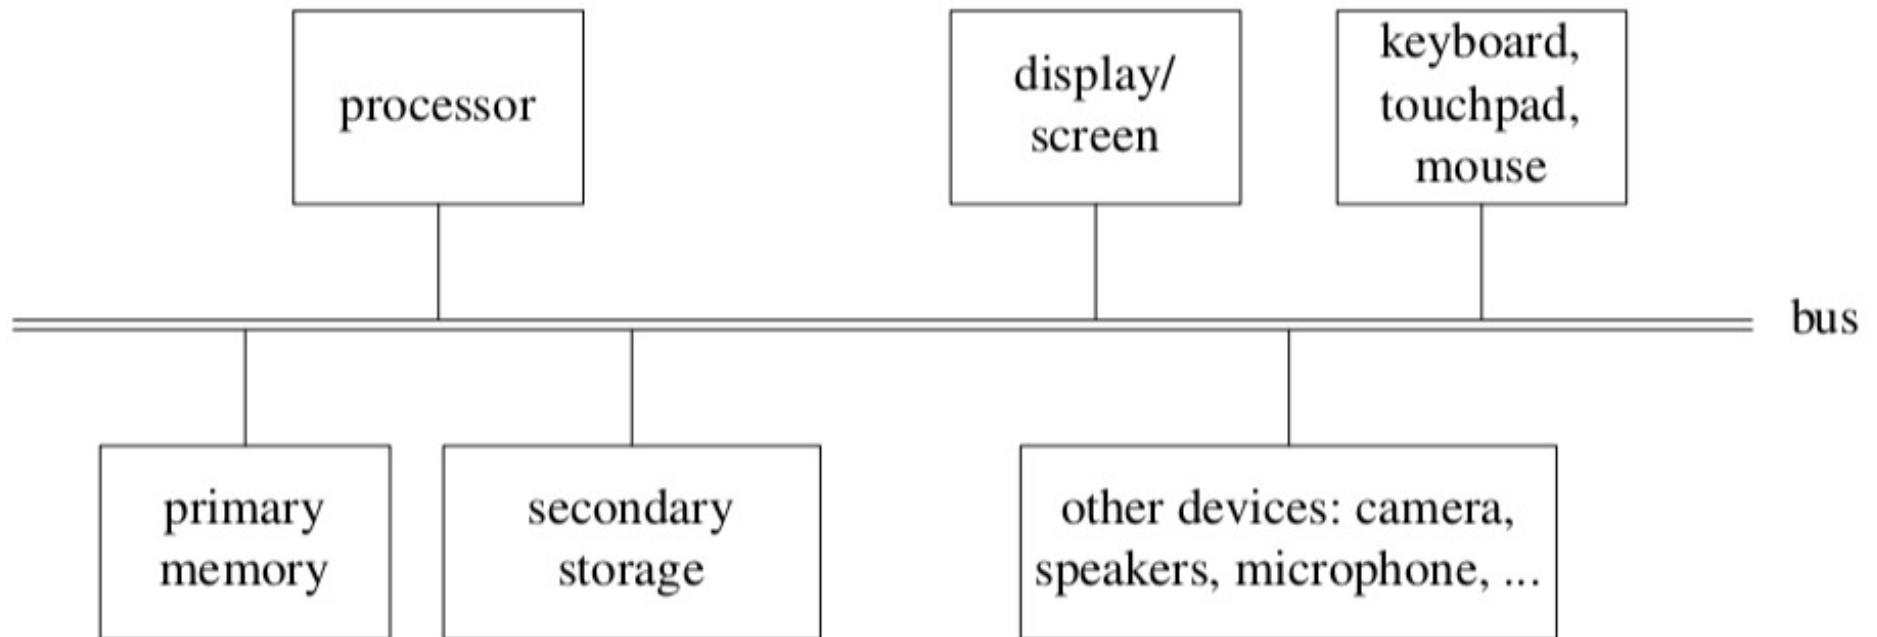 processor
display/
screen
keyboard,
touchpad,
mouse
bus
primary
memory
secondary
storage
other devices: camera,
speakers, microphone, ...